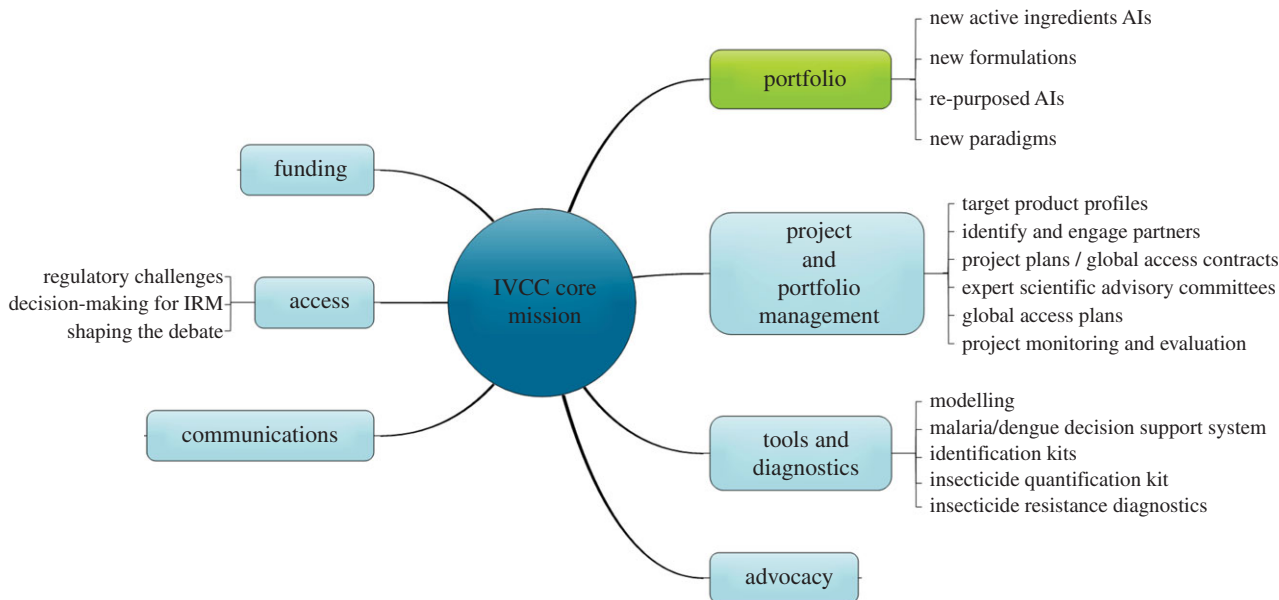 new active ingredients AIs
portfolio
new formulations
re-purposed AIs
new paradigms
funding
project
and
portfolio
management
target product profiles
identify and engage partners
project plans / global access contracts
expert scientific advisory committees
global access plans
project monitoring and evaluation
IVCC core
mission
regulatory challenges
decision-making for IRM
shaping the debate
access
communications
tools and
diagnostics
modelling
malaria/dengue decision support system
identification kits
insecticide quantification kit
insecticide resistance diagnostics
advocacy